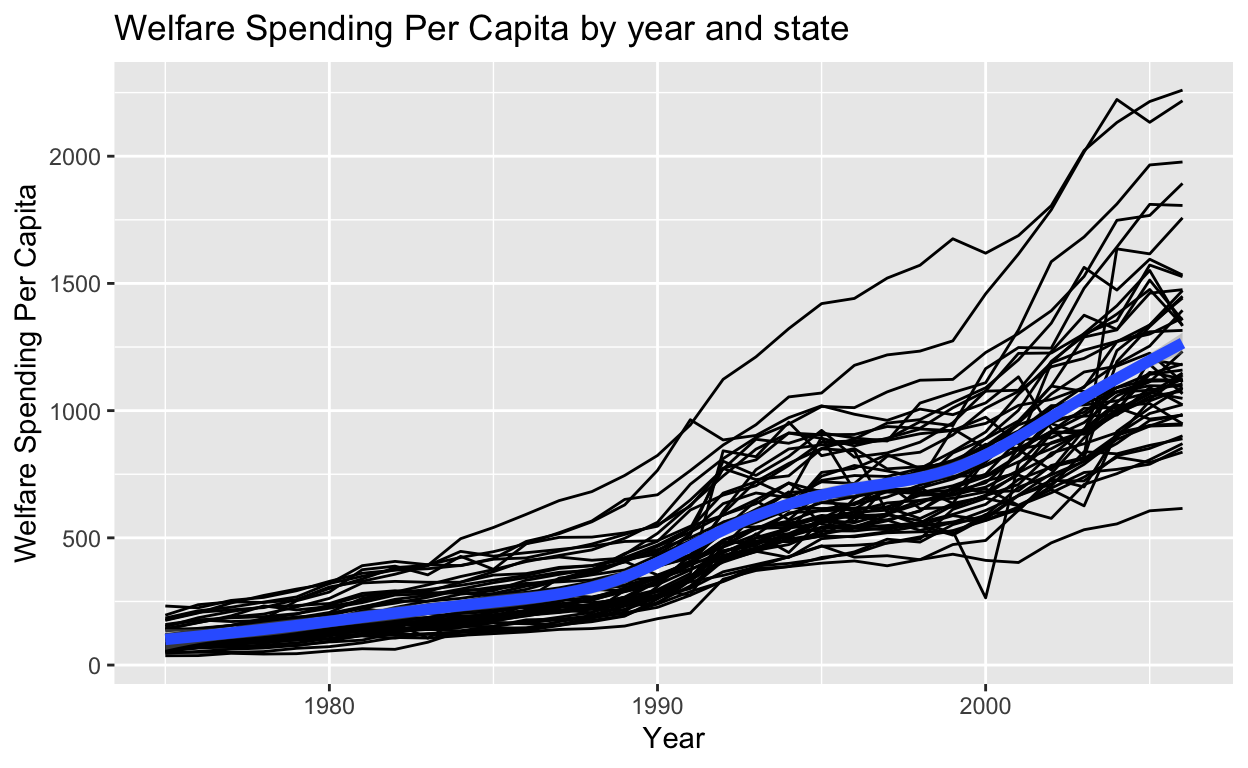 Welfare Spending Per Capita by year and state
2000
1500
1000
500
0
Welfare Spending Per Capita
1980 1990 2000
Year